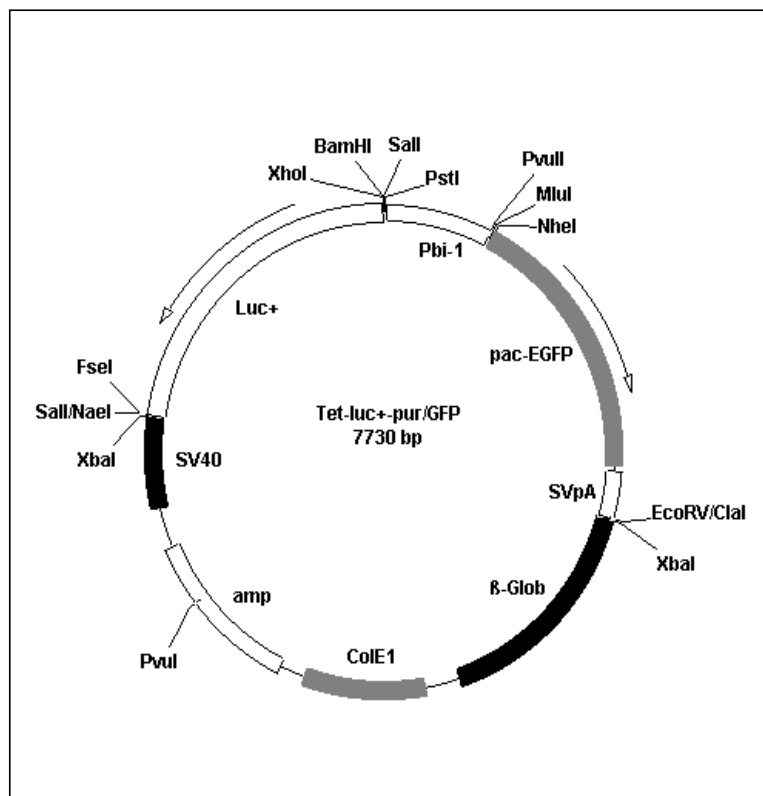 BamHI
SalI
XhoI
PstI
PvuII
MluI
NheI
Pbi-1
Luc+
pac-EGFP
FseI
SalI/NaeI
XbaI
SV40
Tet-luc+-pur/GFP
7730 bp
SVpA
EcoRV/ClaI
XbaI
ß-Glob
amp
PvuI
ColE1